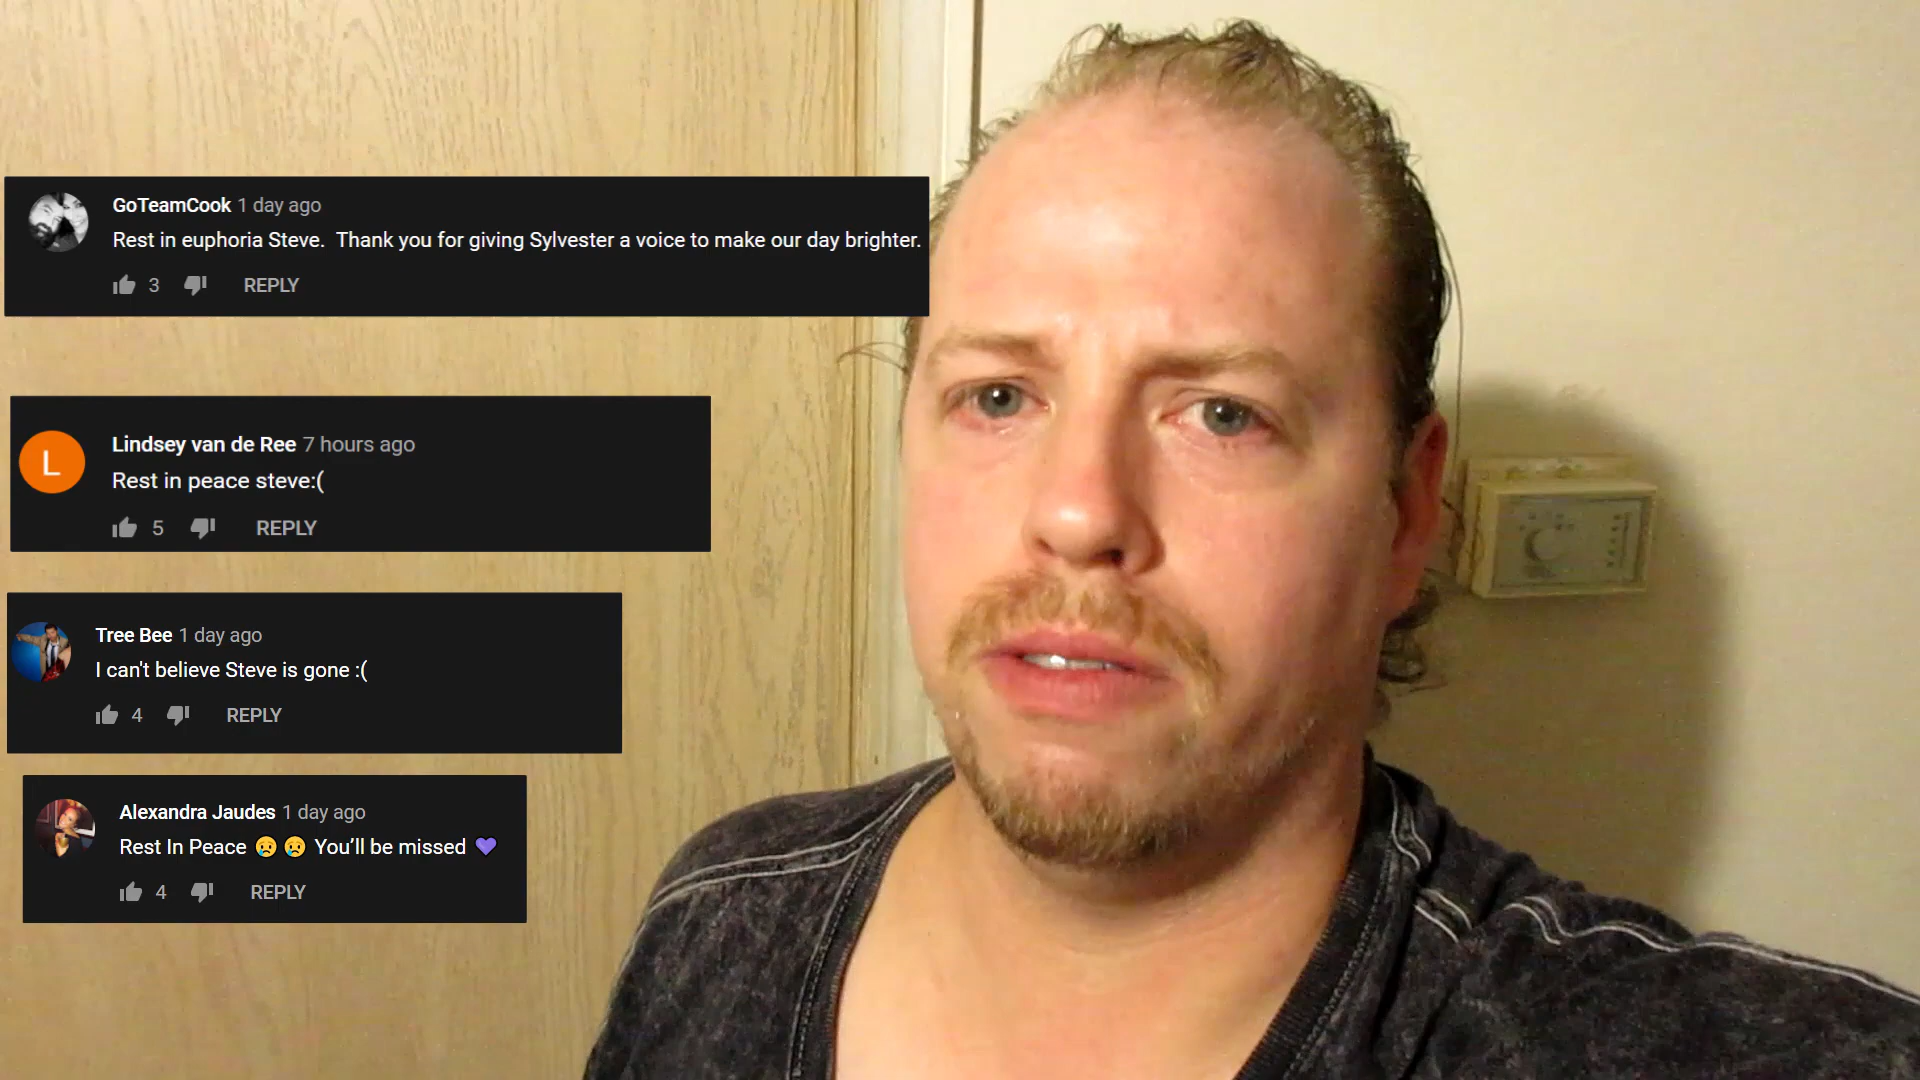 GoTeamCook 1 day ago
Rest in euphoria Steve.  Thank you for giving Sylvester a voice to make our day brighter.
3 REPLY
L
Lindsey van de Ree 7 hours ago
Rest in peace steve:(
5 REPLY
Tree Bee 1 day ago
I can't believe Steve is gone :(
4 REPLY
Alexandra Jaudes 1 day ago
Rest In Peace 😢 😢 You’ll be missed 💜
4 REPLY